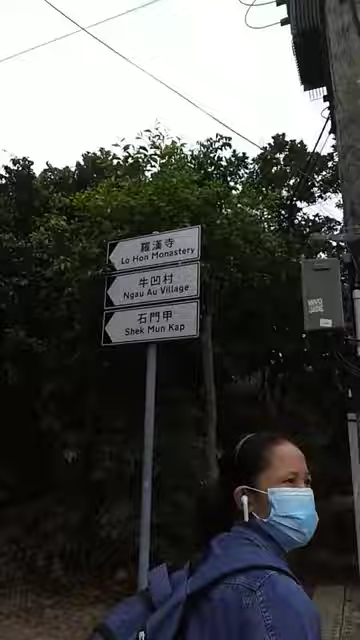 羅漢寺
Lo Hon Monastery
牛凹村
Ngau Au Village
石門甲
Shek Mun Kap